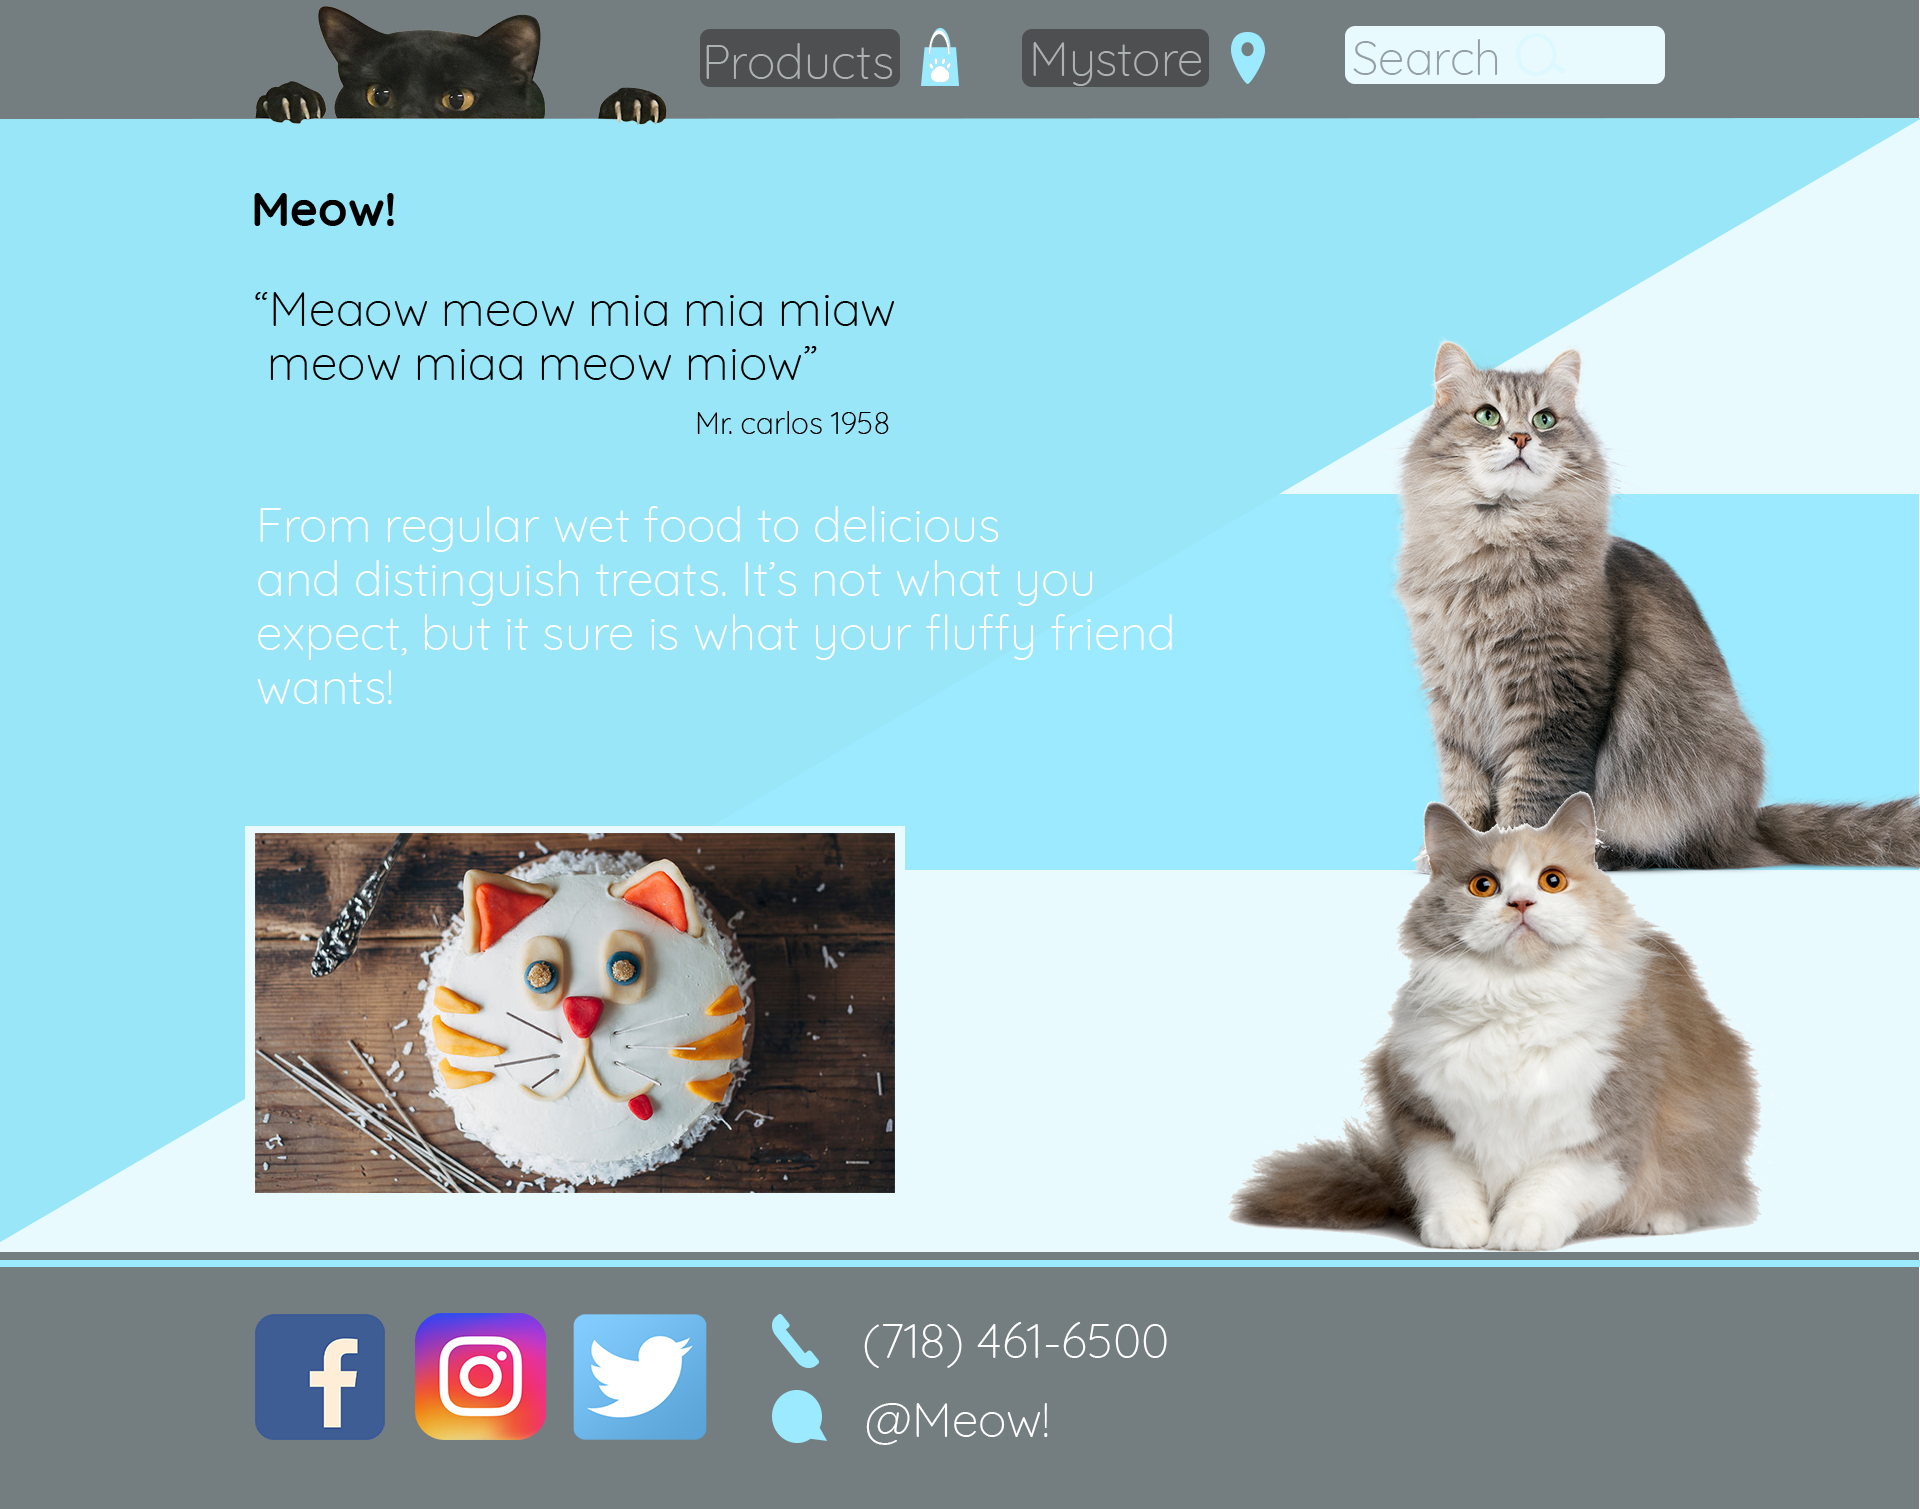 Products
Mystore
Search
Meow!
“Meaow meow mia mia miaw
meow miaa meow miow”
Mr. carlos 1958
From regular wet food to delicious
and distinguish treats. It’s not what you
expect, but it sure is what your fluffy friend
wants!
(718) 461-6500
@Meow!